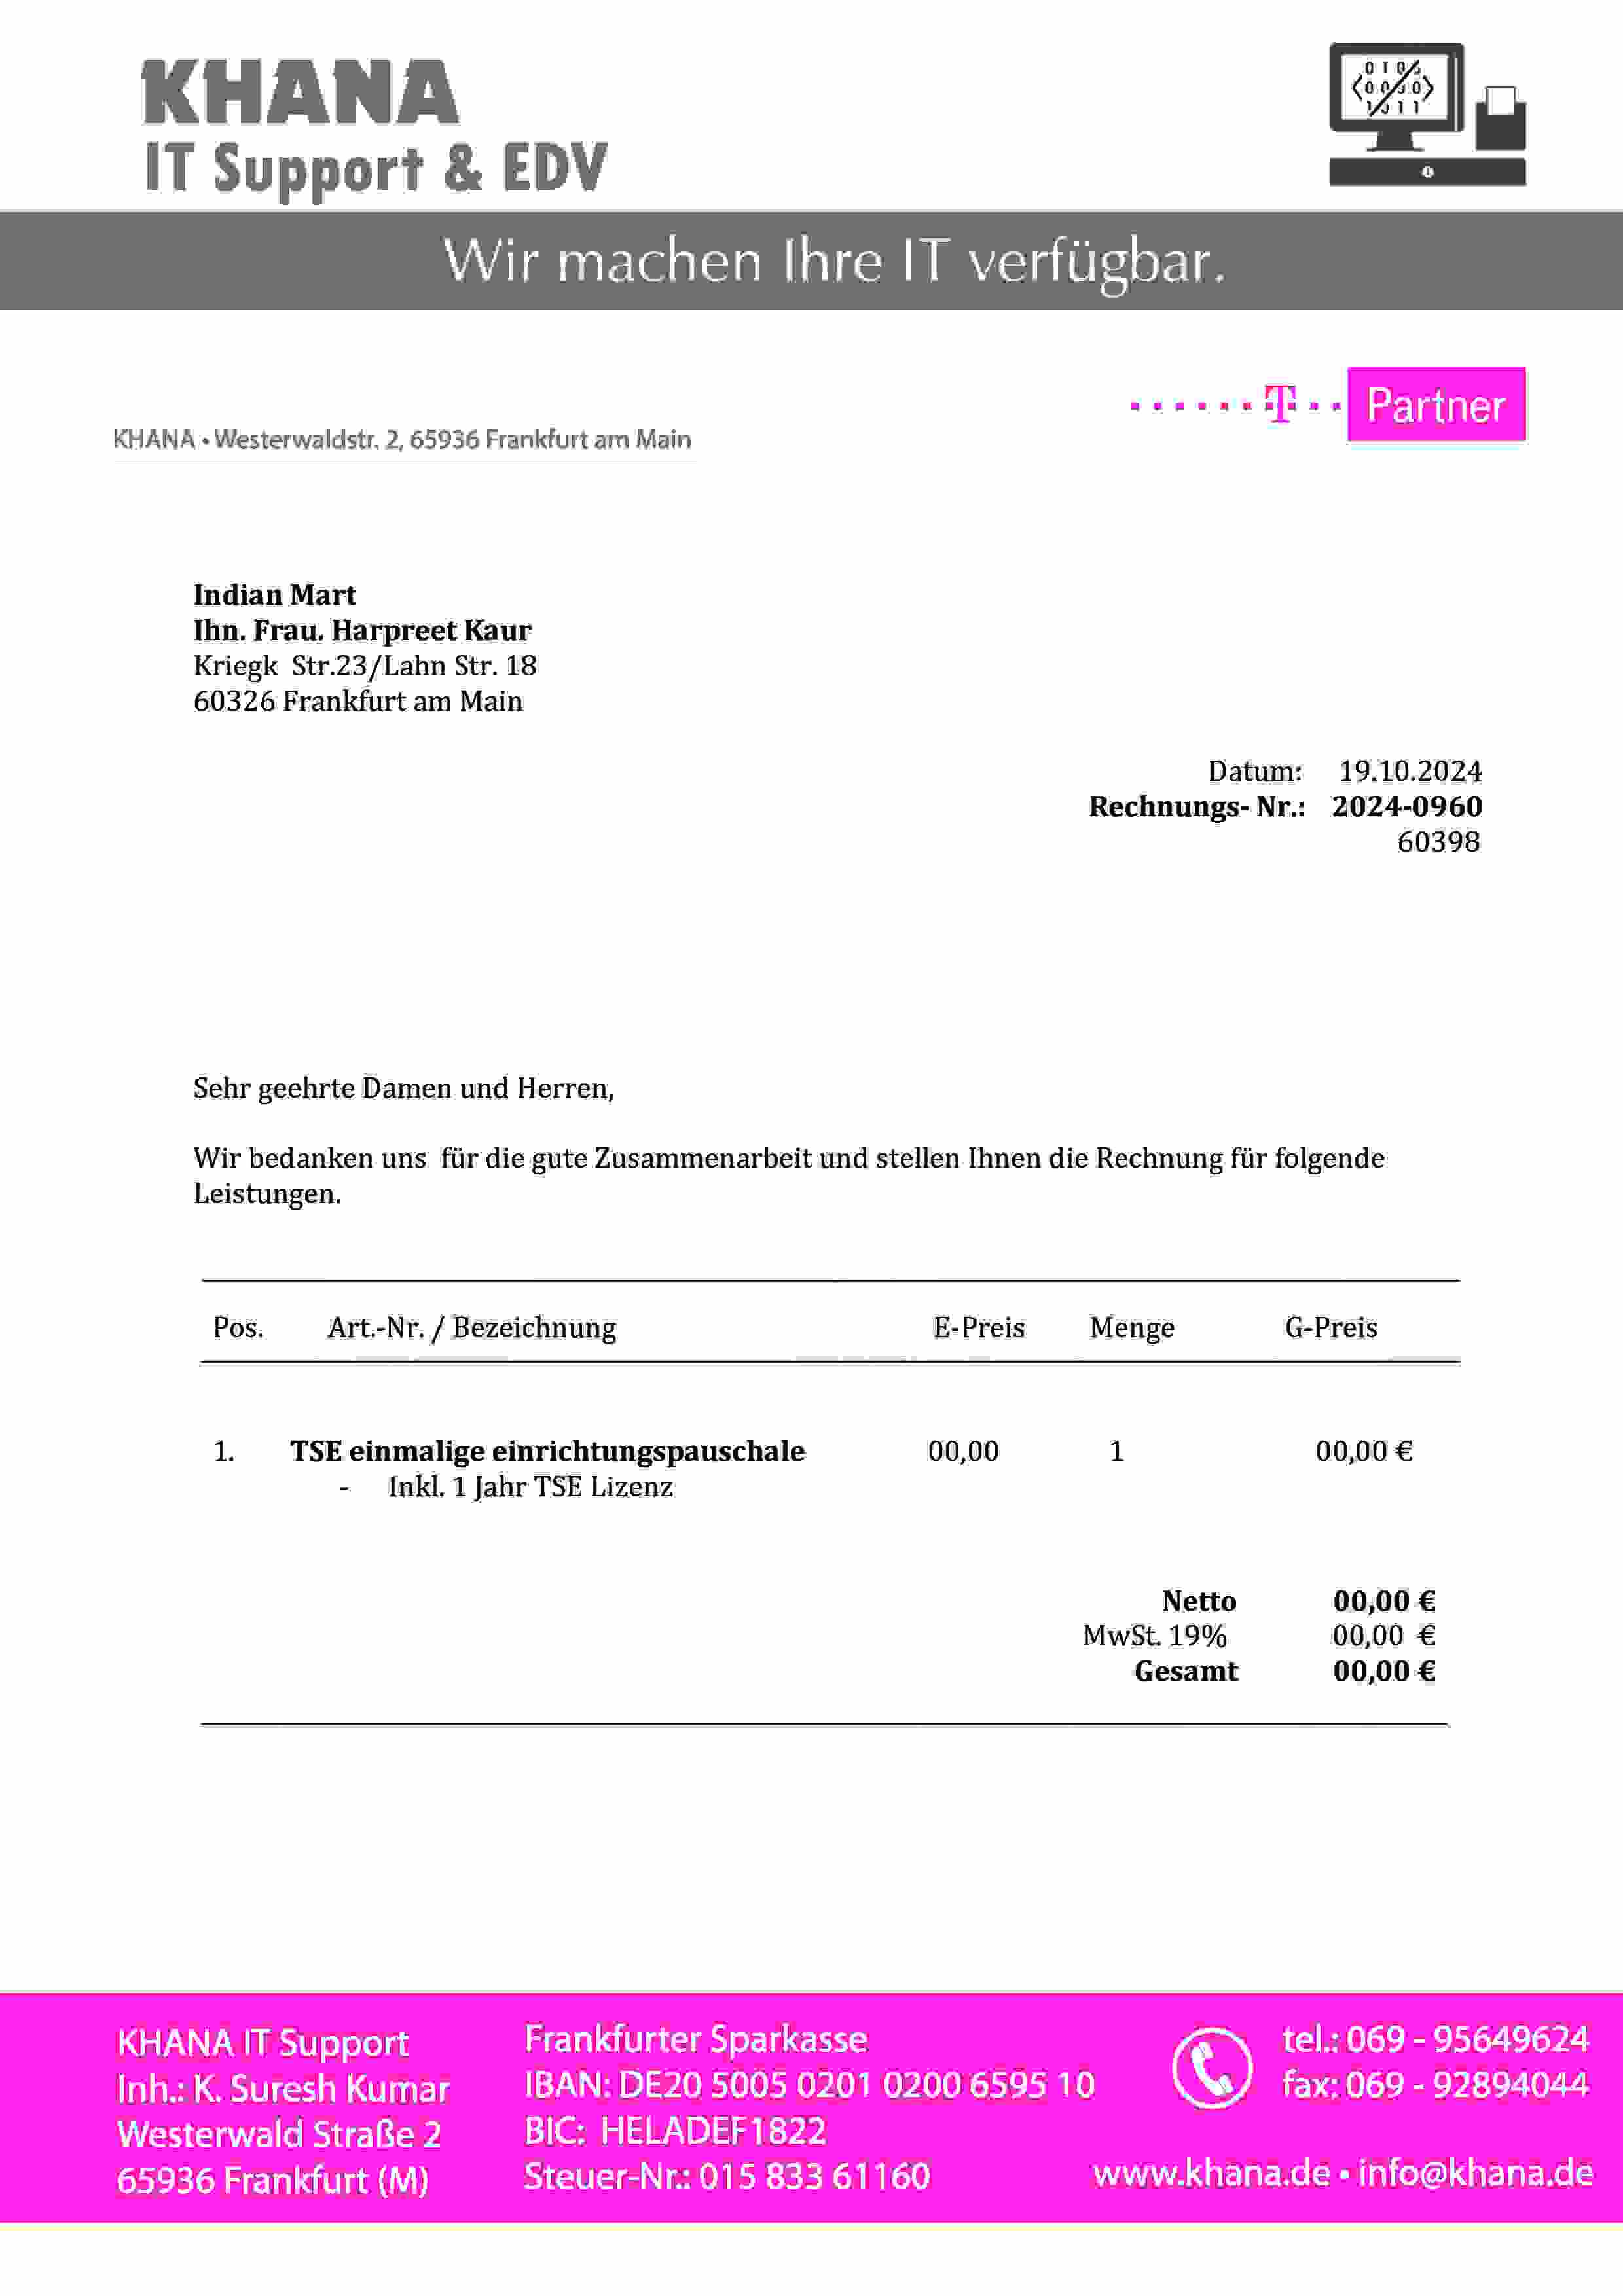 KHANA
IT Support & EDV
Wir machen Ihre IT verfügbar.
T Partner
KHANA • Westerwaldstr. 2, 65936 Frankfurt am Main
Indian Mart
Ihn. Frau. Harpreet Kaur
Kriegk Str.23/Lahn Str. 18
60326 Frankfurt am Main
Datum: 19.10.2024
Rechnungs- Nr.: 2024-0960
60398
Sehr geehrte Damen und Herren,
Wir bedanken uns für die gute Zusammenarbeit und stellen Ihnen die Rechnung für folgende
Leistungen.
Pos. Art.-Nr. / Bezeichnung E-Preis Menge G-Preis
1. TSE einmalige einrichtungspauschale 00,00 1 00,00 €
- Inkl. 1 Jahr TSE Lizenz
Netto 00,00 €
MwSt. 19% 00,00 €
Gesamt 00,00 €
KHANA IT Support
Inh.: K. Suresh Kumar
Westerwald Straße 2
65936 Frankfurt (M)
Frankfurter Sparkasse
IBAN: DE20 5005 0201 0200 6595 10
BIC: HELADEF1822
Steuer-Nr.: 015 833 61160
tel.: 069 - 95649624
fax: 069 - 92894044
www.khana.de • info@khana.de